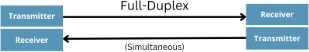 Full-Duplex
Transmitter
Receiver
Receiver
Transmitter
(Simultaneous)